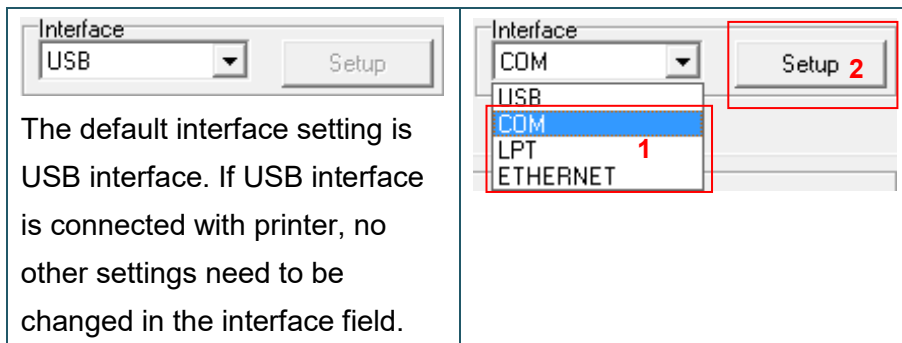 Interface
USB
Setup
The default interface setting is
USB interface. If USB interface
is connected with printer, no
other settings need to be
changed in the interface field.
Interface
COM
Setup 2
USB
COM
LPT 1
ETHERNET